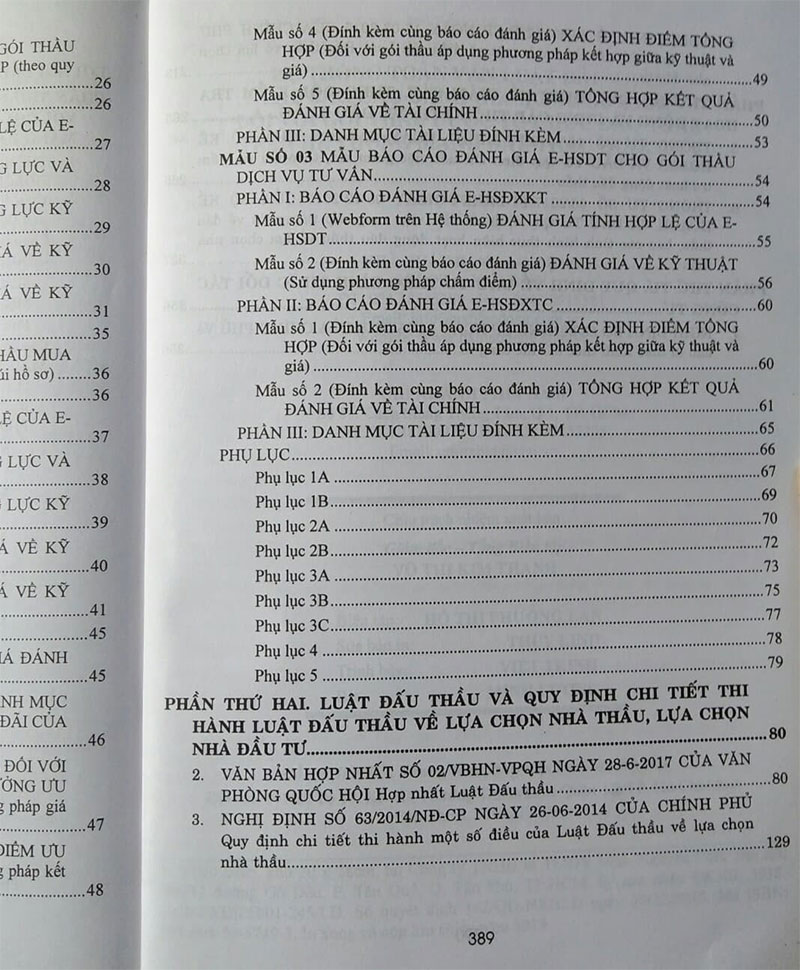 GÓI THẦU
P (theo quy
................26
................26
LỆ CỦA E-
................27
G LỰC VÀ
................28
G LỰC KỸ
................29
Á VỀ KỸ
................30
Á VỀ KỸ
................31
................35
HẦU MUA
úi hồ sơ)........36
................36
LỆ CỦA E-
................37
G LỰC VÀ
................38
LỰC KỸ
................39
Á VỀ KỸ
................40
Á VỀ KỸ
................41
................45
IÁ ĐÁNH
................45
NH MỤC
ĐÃI CỦA
................46
ĐỐI VỚI
ƯỞNG ƯU
g pháp giá
................47
ĐIỂM ƯU
g pháp kết
................48
Mẫu số 4 (Đính kèm cùng báo cáo đánh giá) XÁC ĐỊNH ĐIỂM TỔNG
HỢP (Đối với gói thầu áp dụng phương pháp kết hợp giữa kỹ thuật và
giá)................49
Mẫu số 5 (Đính kèm cùng báo cáo đánh giá) TỔNG HỢP KẾT QUẢ
ĐÁNH GIÁ VỀ TÀI CHÍNH................50
PHẦN III: DANH MỤC TÀI LIỆU ĐÍNH KÈM................53
MẪU SỐ 03 MẪU BÁO CÁO ĐÁNH GIÁ E-HSDT CHO GÓI THẦU
DỊCH VỤ TƯ VẤN................54
PHẦN I: BÁO CÁO ĐÁNH GIÁ E-HSĐXKT................54
Mẫu số 1 (Webform trên Hệ thống) ĐÁNH GIÁ TÍNH HỢP LỆ CỦA E-
HSDT................55
Mẫu số 2 (Đính kèm cùng báo cáo đánh giá) ĐÁNH GIÁ VỀ KỸ THUẬT
(Sử dụng phương pháp chấm điểm)................56
PHẦN II: BÁO CÁO ĐÁNH GIÁ E-HSĐXTC................60
Mẫu số 1 (Đính kèm cùng báo cáo đánh giá) XÁC ĐỊNH ĐIỂM TỔNG
HỢP (Đối với gói thầu áp dụng phương pháp kết hợp giữa kỹ thuật và
giá)................60
Mẫu số 2 (Đính kèm cùng báo cáo đánh giá) TỔNG HỢP KẾT QUẢ
ĐÁNH GIÁ VỀ TÀI CHÍNH................61
PHẦN III: DANH MỤC TÀI LIỆU ĐÍNH KÈM................65
PHỤ LỤC................66
Phụ lục 1A................67
Phụ lục 1B................69
Phụ lục 2A................70
Phụ lục 2B................72
Phụ lục 3A................73
Phụ lục 3B................75
Phụ lục 3C................77
Phụ lục 4................78
Phụ lục 5................79
PHẦN THỨ HAI. LUẬT ĐẤU THẦU VÀ QUY ĐỊNH CHI TIẾT THI
HÀNH LUẬT ĐẤU THẦU VỀ LỰA CHỌN NHÀ THẦU, LỰA CHỌN
NHÀ ĐẦU TƯ................80
2. VĂN BẢN HỢP NHẤT SỐ 02/VBHN-VPQH NGÀY 28-6-2017 CỦA VĂN
PHÒNG QUỐC HỘI Hợp nhất Luật Đấu thầu................80
3. NGHỊ ĐỊNH SỐ 63/2014/NĐ-CP NGÀY 26-06-2014 CỦA CHÍNH PHỦ
Quy định chi tiết thi hành một số điều của Luật Đấu thầu về lựa chọn
nhà thầu................129
389